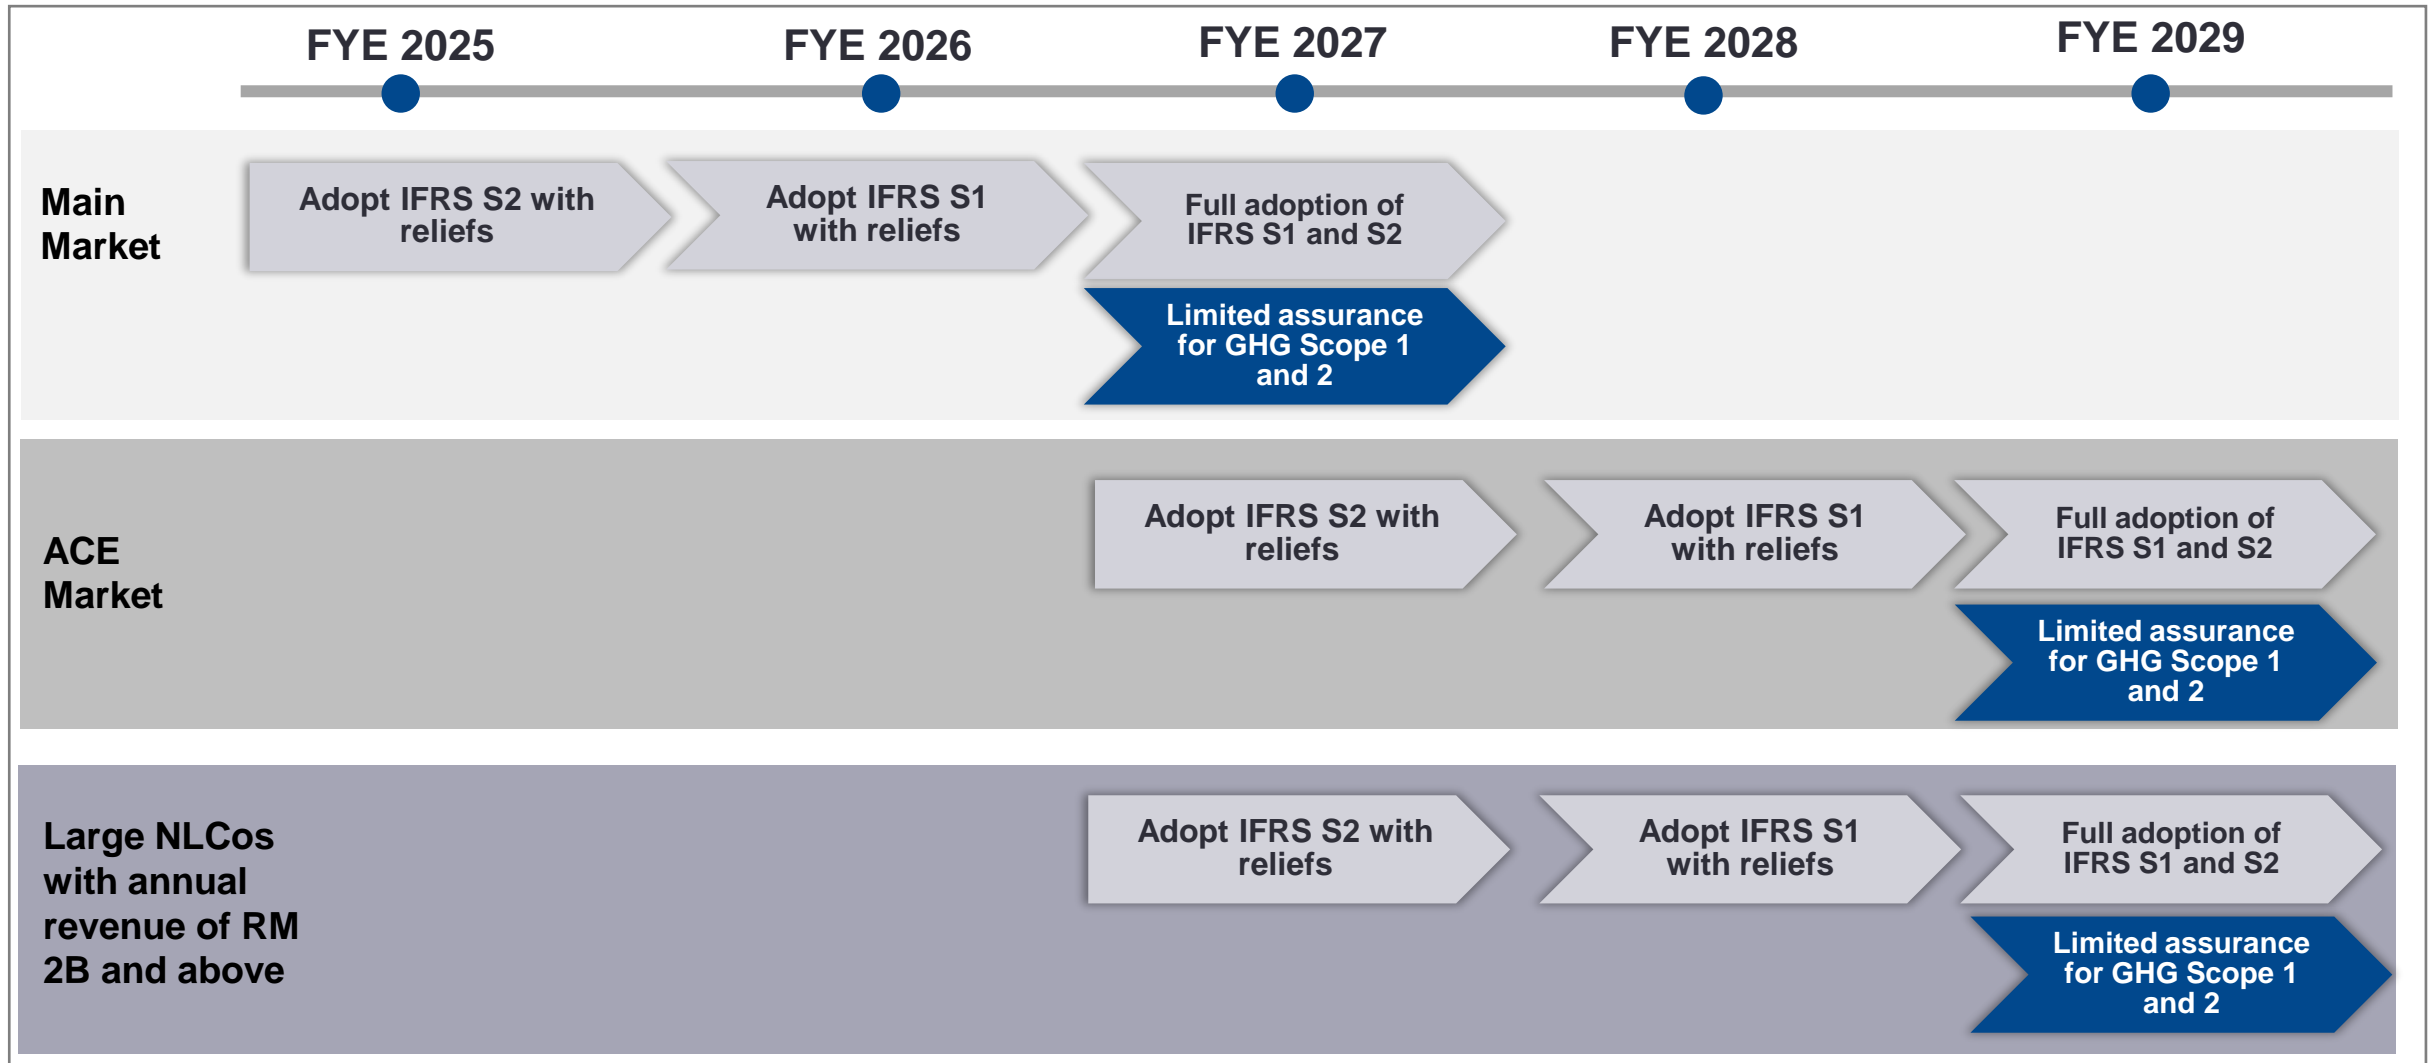 FYE 2025
FYE 2026
FYE 2027
FYE 2028
FYE 2029
Main
Market
Adopt IFRS S2 with
reliefs
Adopt IFRS S1
with reliefs
Full adoption of
IFRS S1 and S2
Limited assurance
for GHG Scope 1
and 2
ACE
Market
Adopt IFRS S2 with
reliefs
Adopt IFRS S1
with reliefs
Full adoption of
IFRS S1 and S2
Limited assurance
for GHG Scope 1
and 2
Large NLCos
with annual
revenue of RM
2B and above
Adopt IFRS S2 with
reliefs
Adopt IFRS S1
with reliefs
Full adoption of
IFRS S1 and S2
Limited assurance
for GHG Scope 1
and 2